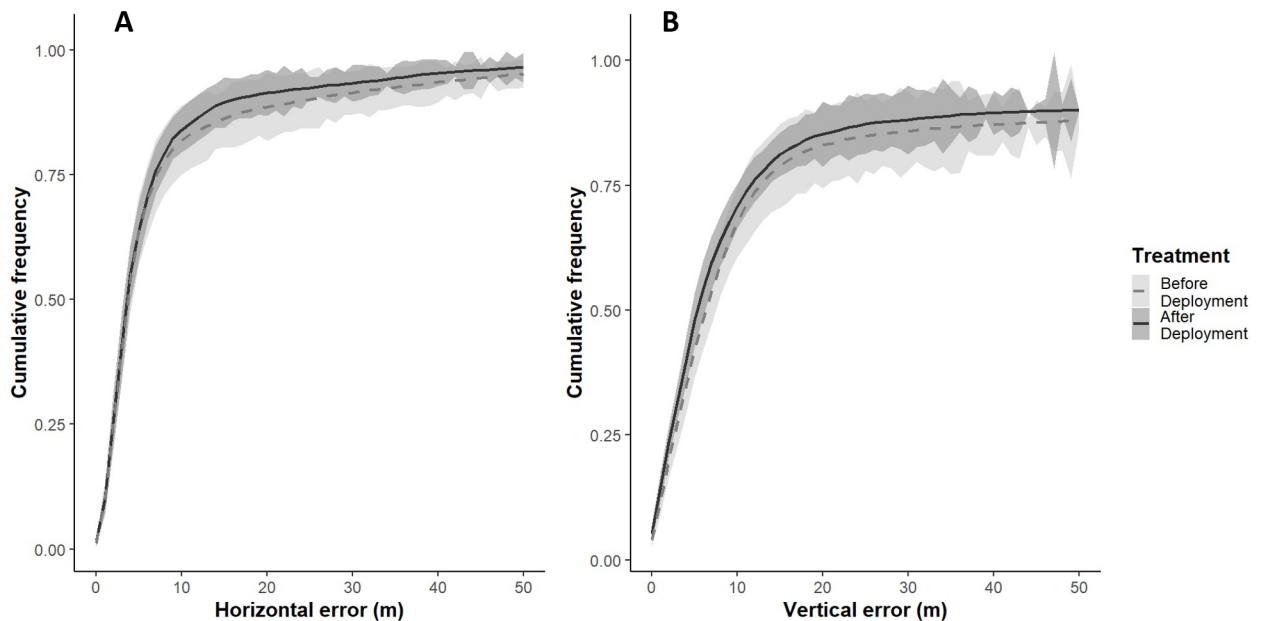 A
1.00
0.75
0.50
0.25
0.00
Cumulative frequency
0 10 20 30 40 50
Horizontal error (m)
B
1.00
0.75
0.50
0.25
0.00
Cumulative frequency
0 10 20 30 40 50
Vertical error (m)
Treatment
Before
Deployment
After
Deployment